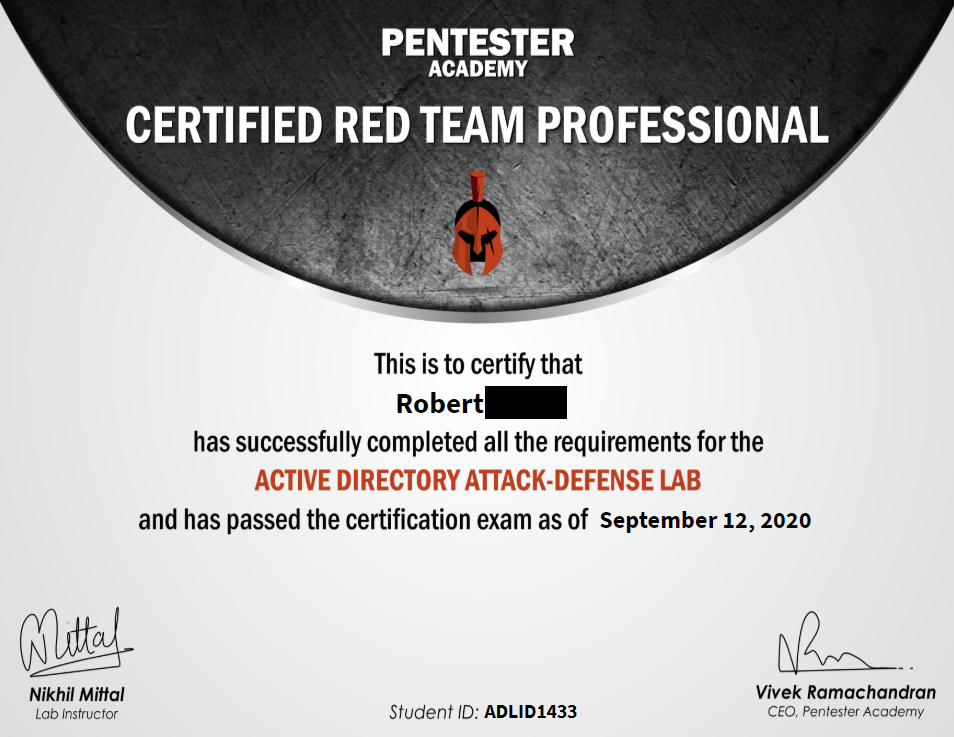 PENTESTER
ACADEMY
CERTIFIED RED TEAM PROFESSIONAL
This is to certify that
Robert
has successfully completed all the requirements for the
ACTIVE DIRECTORY ATTACK-DEFENSE LAB
and has passed the certification exam as of September 12, 2020
Mittal
Nikhil Mittal
Lab Instructor
Student ID: ADLID1433
Vivek Ramachandran
CEO, Pentester Academy